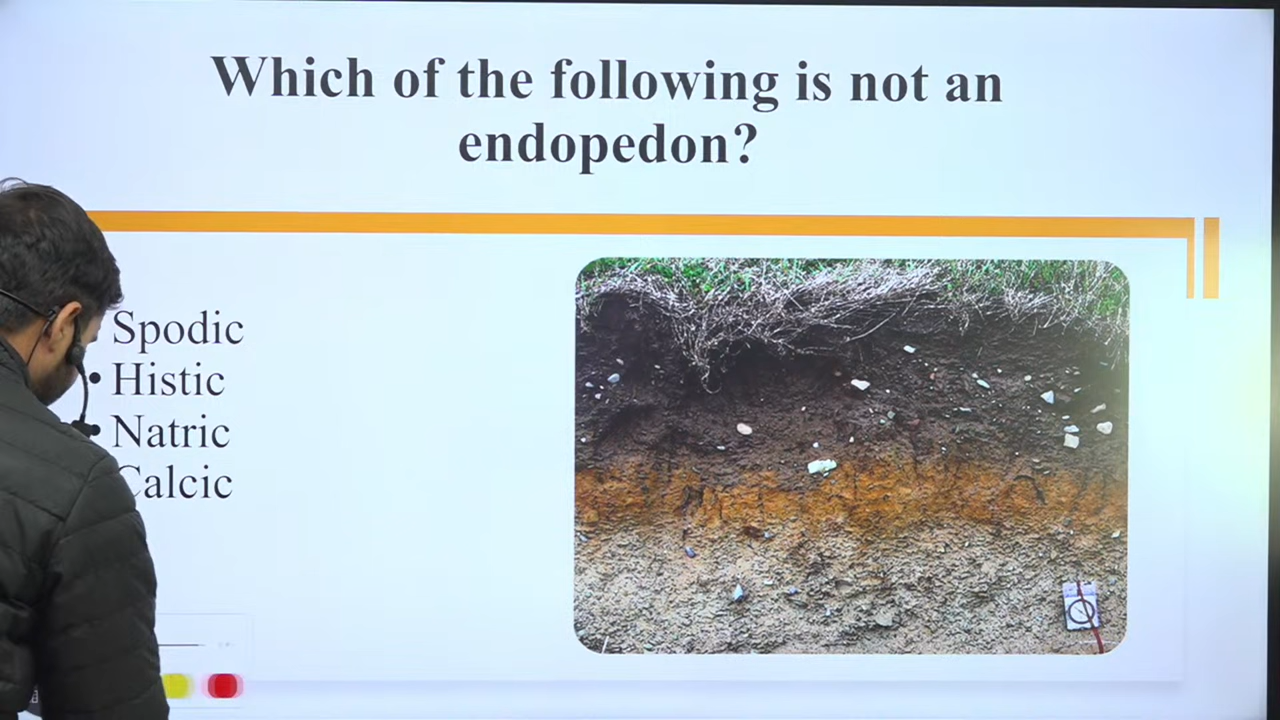 Which of the following is not an
endopedon?
Spodic
• Histic
• Natric
Calcic